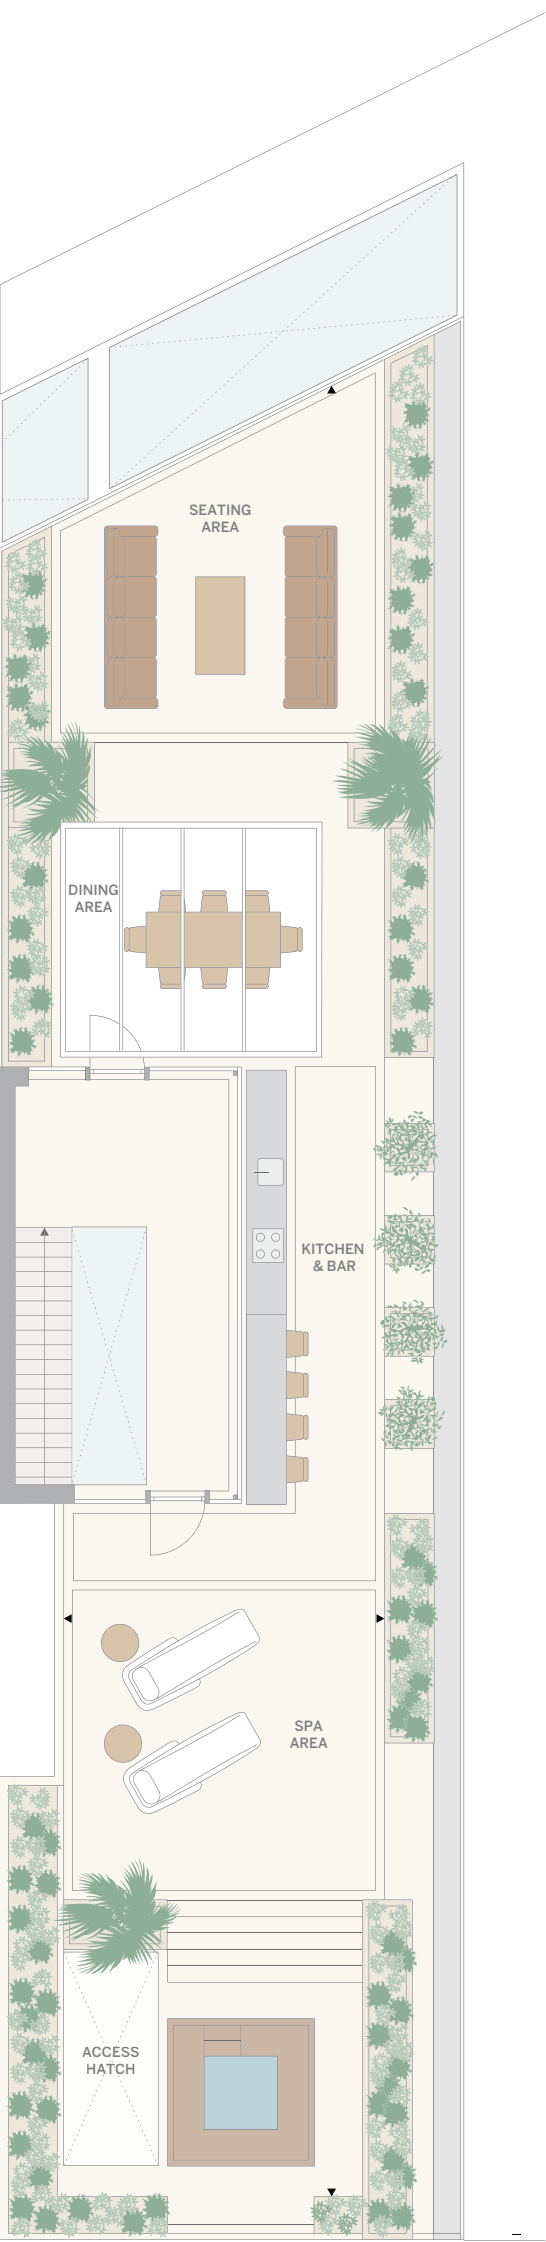 SEATING
AREA
DINING
AREA
KITCHEN
& BAR
SPA
AREA
ACCESS
HATCH